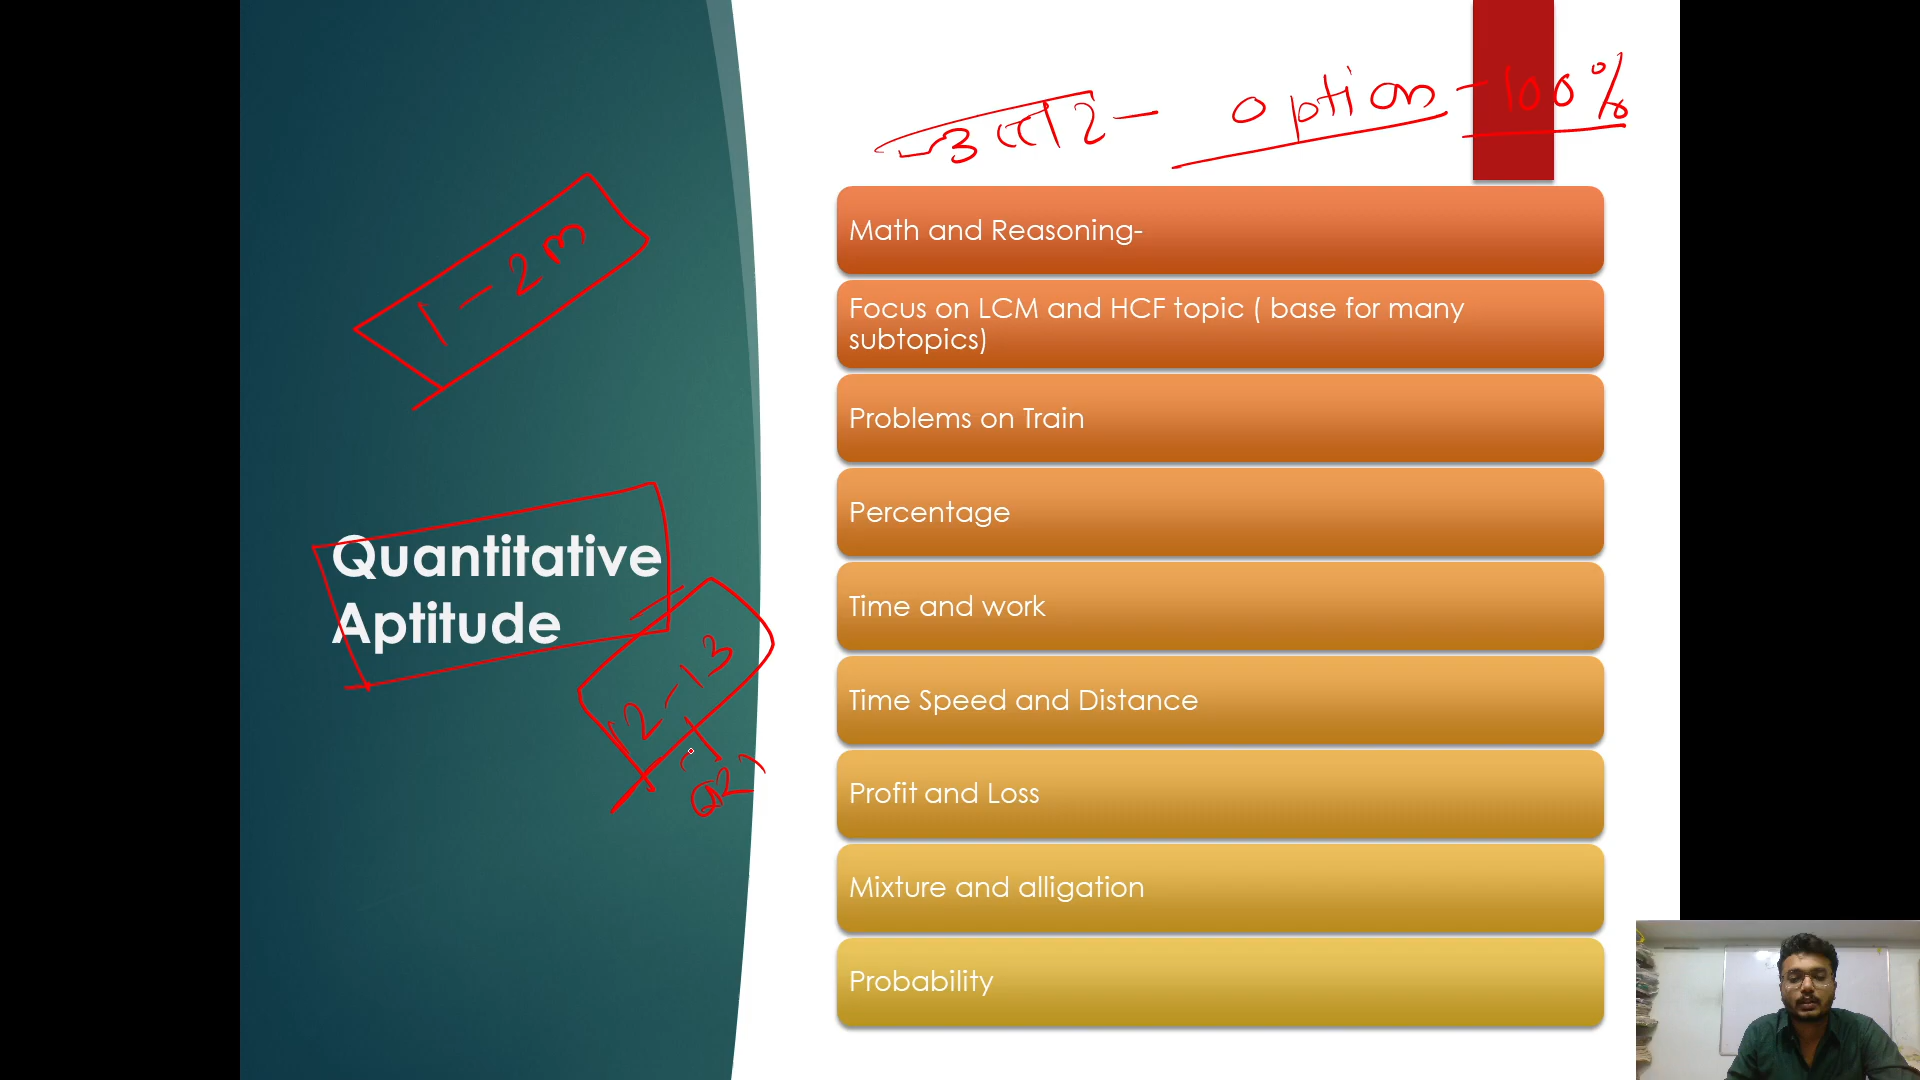 उत्तर - option - 100%
1 - 2 m
Quantitative
Aptitude
12 - 13
Math and Reasoning-
Focus on LCM and HCF topic ( base for many
subtopics)
Problems on Train
Percentage
Time and work
Time Speed and Distance
Profit and Loss
Mixture and alligation
Probability